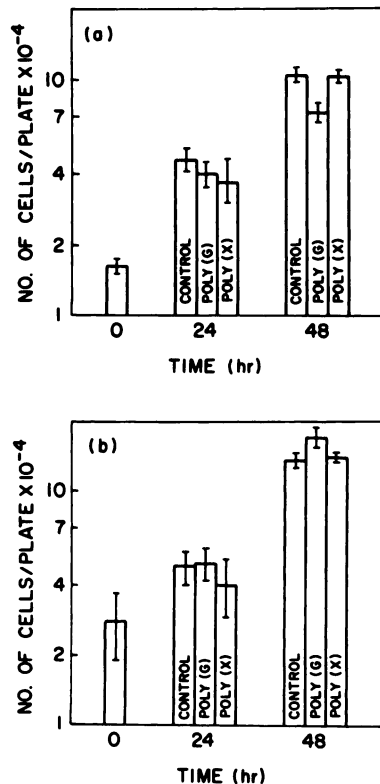 (a)
NO. OF CELLS/PLATE X10⁻⁴
10
7
4
2
1
CONTROL
POLY (G)
POLY (X)
CONTROL
POLY (G)
POLY (X)
0 24 48
TIME (hr)
(b)
NO. OF CELLS/PLATE X10⁻⁴
10
7
4
2
1
CONTROL
POLY (G)
POLY (X)
CONTROL
POLY (G)
POLY (X)
0 24 48
TIME (hr)